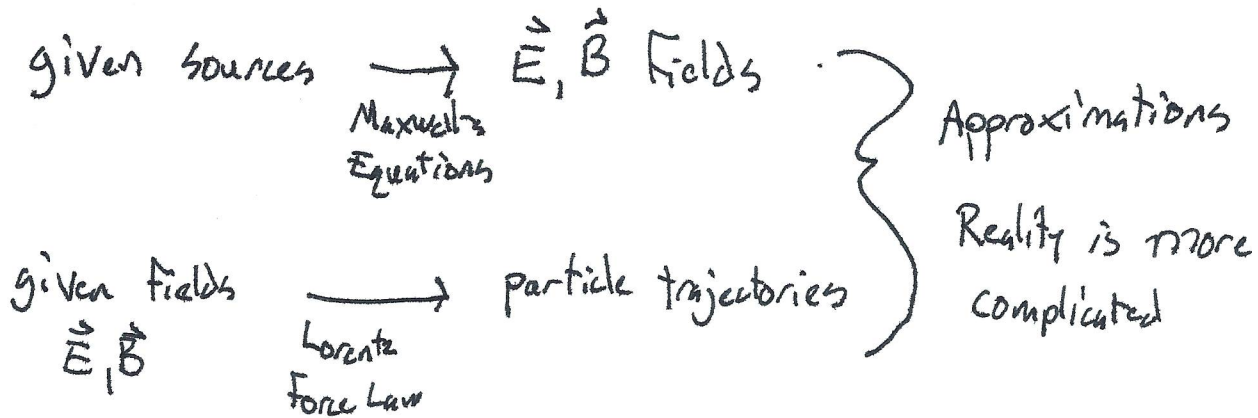 given sources → E⃗, B⃗ Fields
Maxwell's
Equations
given fields → particle trajectories
E⃗, B⃗
Lorentz
Force Law
Approximations
Reality is more
complicated